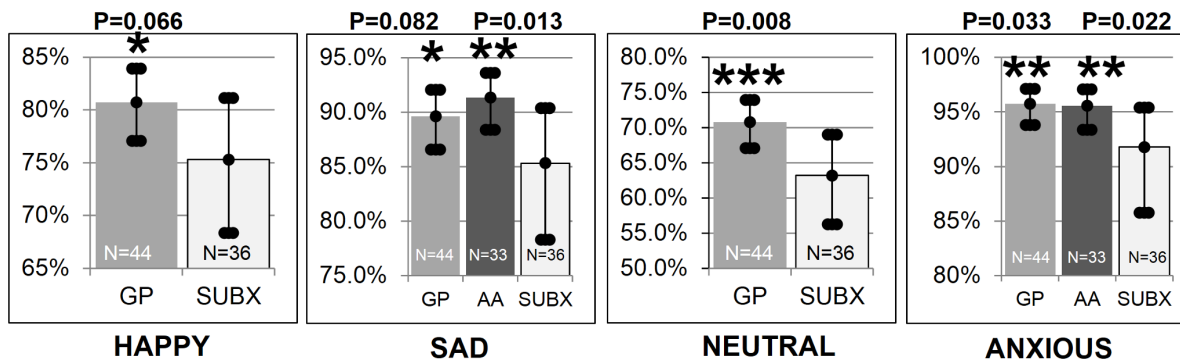 P=0.066
*
85%
80%
75%
70%
65%
N=44
N=36
GP
SUBX
HAPPY
P=0.082 P=0.013
* **
95.0%
90.0%
85.0%
80.0%
75.0%
N=44
N=33
N=36
GP
AA
SUBX
SAD
P=0.008
***
80.0%
75.0%
70.0%
65.0%
60.0%
55.0%
50.0%
N=44
N=36
GP
SUBX
NEUTRAL
P=0.033 P=0.022
** **
100%
95%
90%
85%
80%
N=44
N=33
N=36
GP
AA
SUBX
ANXIOUS